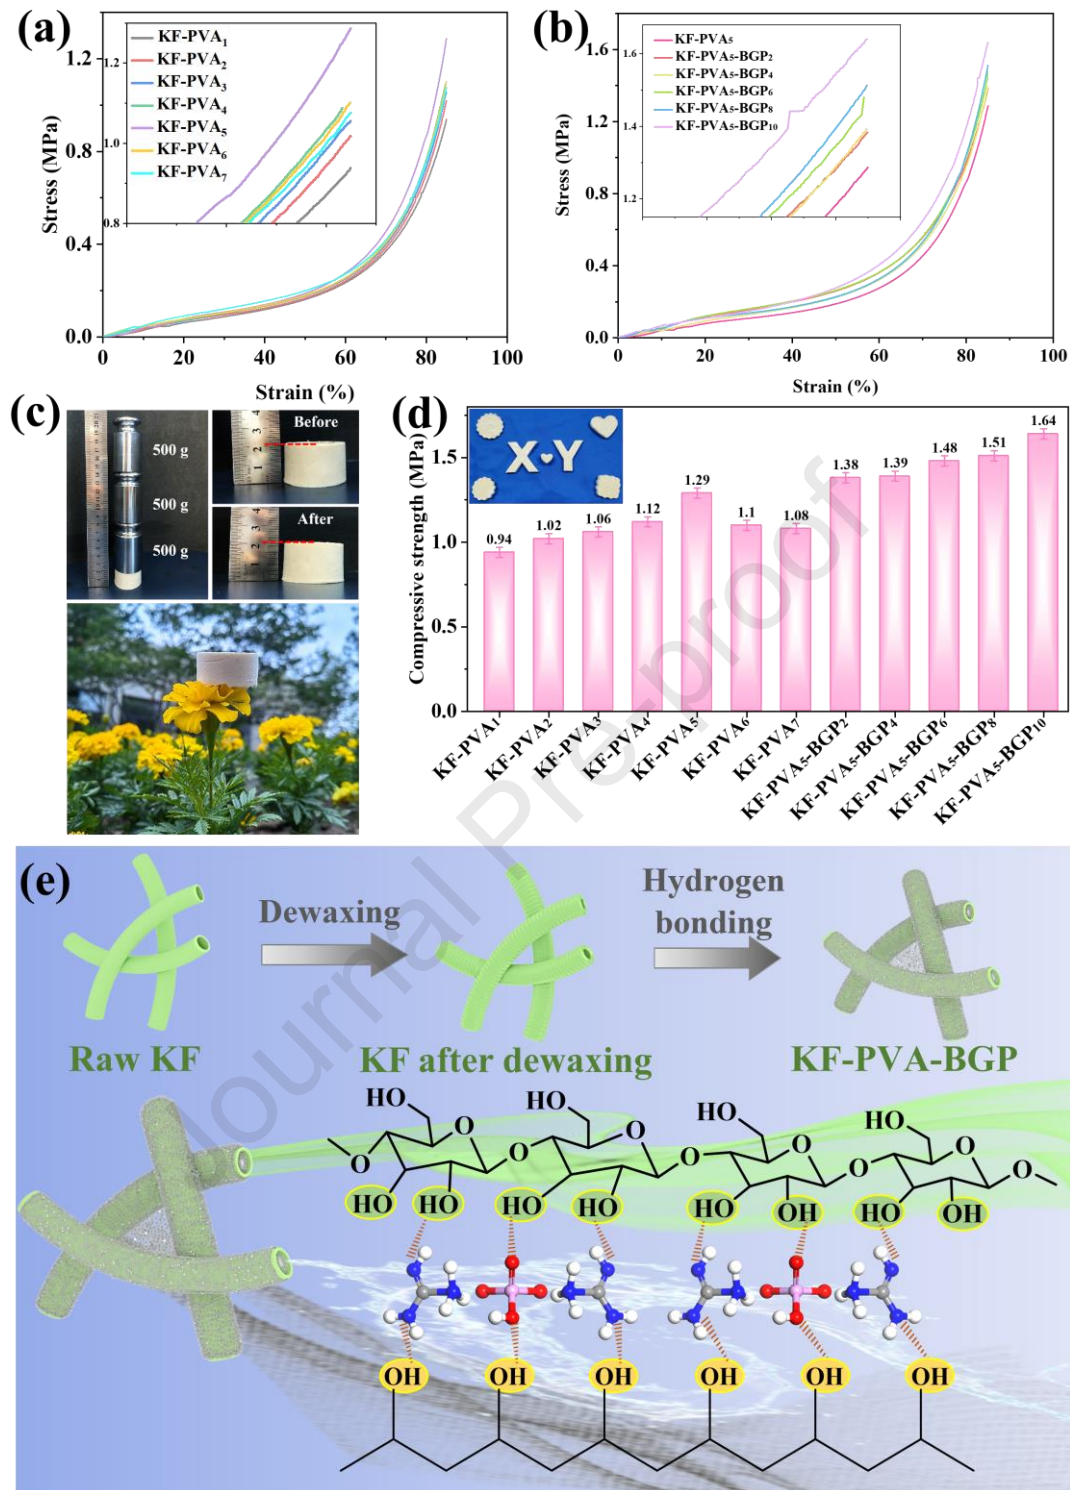 (a)
KF-PVA₁
KF-PVA₂
KF-PVA₃
KF-PVA₄
KF-PVA₅
KF-PVA₆
KF-PVA₇
1.2
1.0
0.8
1.2
0.8
0.4
0.0
0 20 40 60 80 100
Stress (MPa)
Strain (%)
(b)
KF-PVA₅
KF-PVA₅-BGP₂
KF-PVA₅-BGP₄
KF-PVA₅-BGP₆
KF-PVA₅-BGP₈
KF-PVA₅-BGP₁₀
1.6
1.4
1.2
1.6
1.2
0.8
0.4
0.0
0 20 40 60 80 100
Stress (MPa)
Strain (%)
(c)
500 g
500 g
500 g
Before
1 2 3 4
After
1 2 3 4
(d)
X Y
Compressive strength (MPa)
1.5
1.0
0.5
0.0
0.94
1.02
1.06
1.12
1.29
1.1
1.08
1.38
1.39
1.48
1.51
1.64
KF-PVA₁
KF-PVA₂
KF-PVA₃
KF-PVA₄
KF-PVA₅
KF-PVA₆
KF-PVA₇
KF-PVA₅-BGP₂
KF-PVA₅-BGP₄
KF-PVA₅-BGP₆
KF-PVA₅-BGP₈
KF-PVA₅-BGP₁₀
Journal Pre-proof
(e)
Dewaxing
Hydrogen
bonding
Raw KF
KF after dewaxing
KF-PVA-BGP
HO HO HO HO
O O O O O O O O O
HO HO HO HO HO OH HO OH
OH OH OH OH OH OH